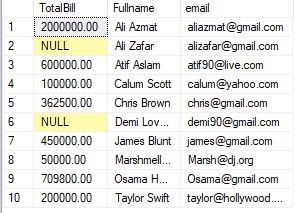 TotalBill Fullname email
1 2000000.00 Ali Azmat aliazmat@gmail.com
2 NULL Ali Zafar alizafar@gmail.com
3 600000.00 Atif Aslam atif90@live.com
4 100000.00 Calum Scott calum@yahoo.com
5 362500.00 Chris Brown chris@gmail.com
6 NULL Demi Lov... demi90@gmail.com
7 450000.00 James Blunt james@gmail.com
8 50000.00 Marshmell... Marsh@dj.org
9 709800.00 Osama H... Osama@gmail.com
10 200000.00 Taylor Swift taylor@hollywood....